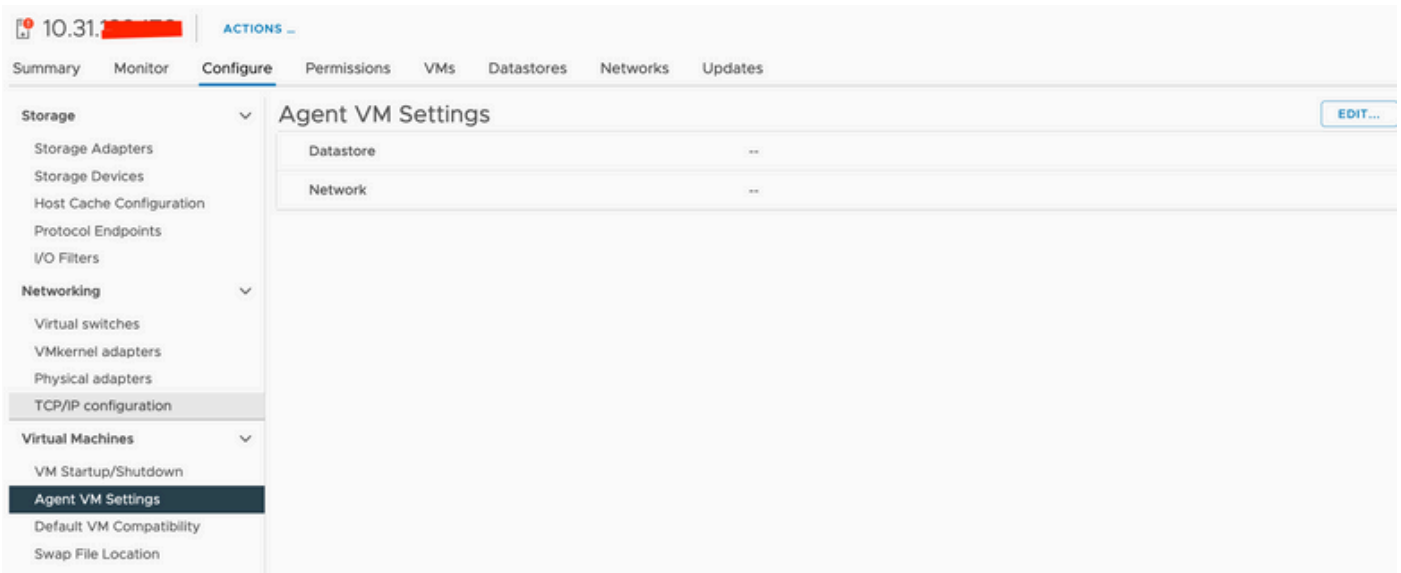 10.31.
ACTIONS ...
Summary Monitor Configure Permissions VMs Datastores Networks Updates
Storage
Storage Adapters
Storage Devices
Host Cache Configuration
Protocol Endpoints
I/O Filters
Networking
Virtual switches
VMkernel adapters
Physical adapters
TCP/IP configuration
Virtual Machines
VM Startup/Shutdown
Agent VM Settings
Default VM Compatibility
Swap File Location
Agent VM Settings
EDIT...
Datastore --
Network --